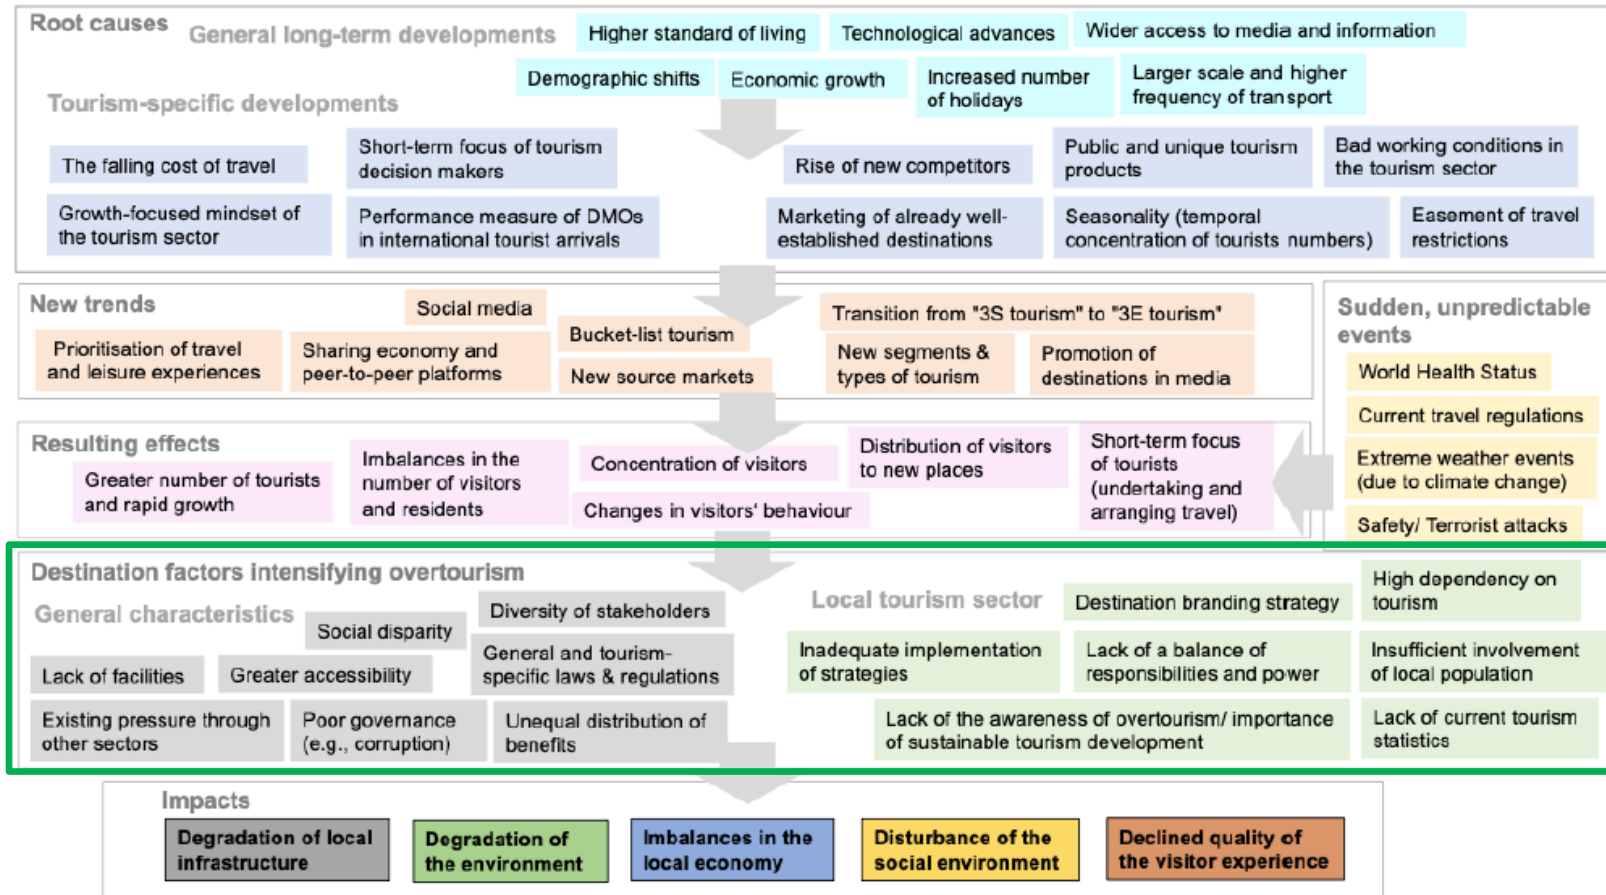 Root causes
General long-term developments
Higher standard of living
Technological advances
Wider access to media and information
Demographic shifts
Economic growth
Increased number
of holidays
Larger scale and higher
frequency of transport
Tourism-specific developments
The falling cost of travel
Short-term focus of tourism
decision makers
Rise of new competitors
Public and unique tourism
products
Bad working conditions in
the tourism sector
Growth-focused mindset of
the tourism sector
Performance measure of DMOs
in international tourist arrivals
Marketing of already well-
established destinations
Seasonality (temporal
concentration of tourists numbers)
Easement of travel
restrictions
New trends
Social media
Transition from "3S tourism" to "3E tourism"
Prioritisation of travel
and leisure experiences
Sharing economy and
peer-to-peer platforms
Bucket-list tourism
New source markets
New segments &
types of tourism
Promotion of
destinations in media
Sudden, unpredictable
events
World Health Status
Current travel regulations
Extreme weather events
(due to climate change)
Safety/ Terrorist attacks
Resulting effects
Greater number of tourists
and rapid growth
Imbalances in the
number of visitors
and residents
Concentration of visitors
Changes in visitors' behaviour
Distribution of visitors
to new places
Short-term focus
of tourists
(undertaking and
arranging travel)
Destination factors intensifying overtourism
General characteristics
Social disparity
Diversity of stakeholders
Lack of facilities
Greater accessibility
General and tourism-
specific laws & regulations
Existing pressure through
other sectors
Poor governance
(e.g., corruption)
Unequal distribution of
benefits
Local tourism sector
Destination branding strategy
High dependency on
tourism
Inadequate implementation
of strategies
Lack of a balance of
responsibilities and power
Insufficient involvement
of local population
Lack of the awareness of overtourism/ importance
of sustainable tourism development
Lack of current tourism
statistics
Impacts
Degradation of local
infrastructure
Degradation of
the environment
Imbalances in the
local economy
Disturbance of the
social environment
Declined quality of
the visitor experience